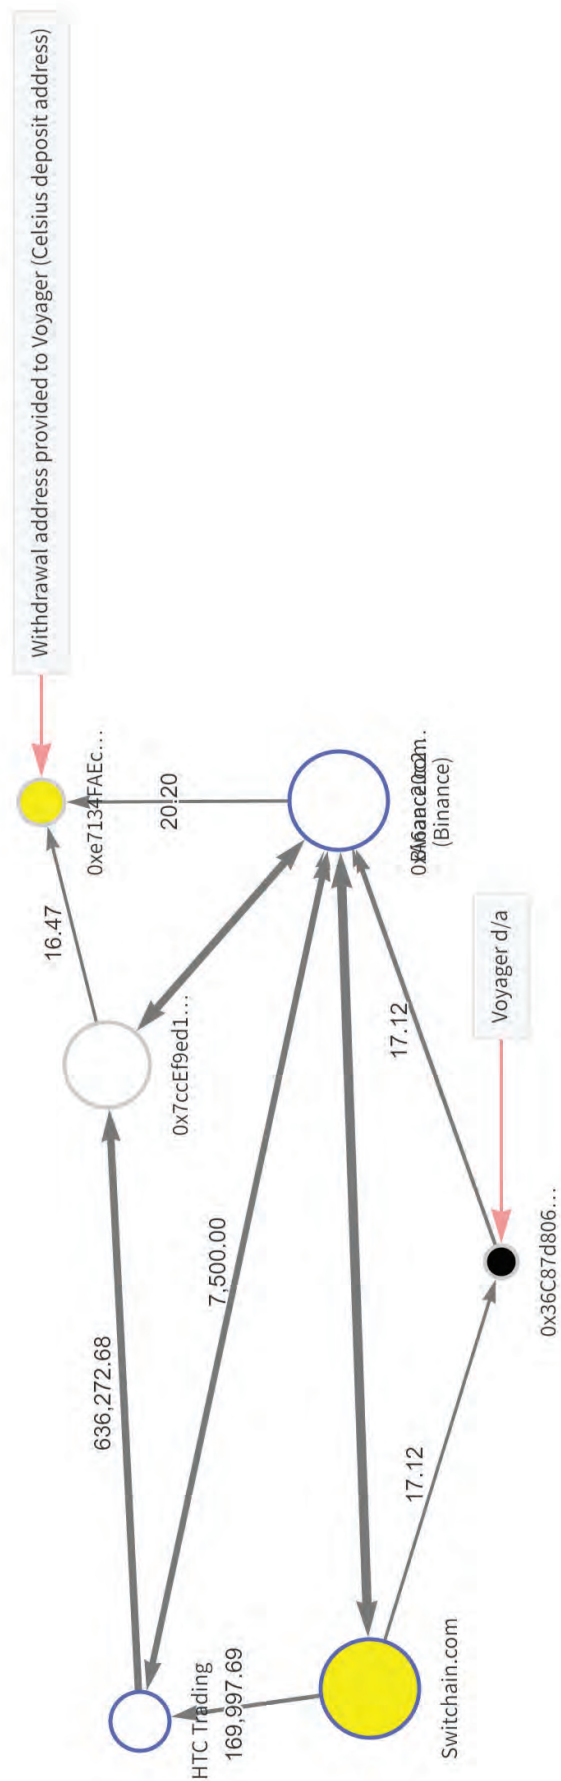 Withdrawal address provided to Voyager (Celsius deposit address)
0xe7134FAEc...
16.47
20.20
0x7ccEf9ed1...
(Binance)
636,272.68
7,500.00
17.12
Voyager d/a
0x36C87d806...
17.12
HTC Trading
169,997.69
Switchain.com